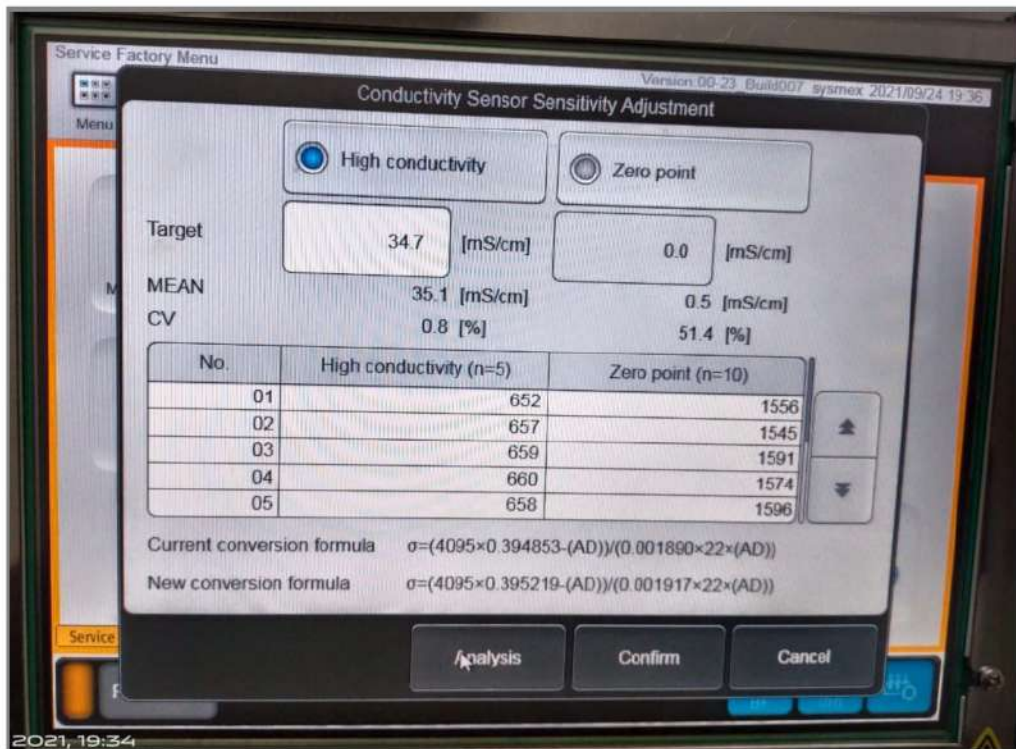 Service Factory Menu
Version 00-23 Build007 sysmex 2021/09/24 19:36
Menu
Conductivity Sensor Sensitivity Adjustment
High conductivity Zero point
Target 34.7 [mS/cm] 0.0 [mS/cm]
MEAN 35.1 [mS/cm] 0.5 [mS/cm]
CV 0.8 [%] 51.4 [%]
No. High conductivity (n=5) Zero point (n=10)
01 652 1556
02 657 1545
03 659 1591
04 660 1574
05 658 1596
Current conversion formula σ=(4095×0.394853-(AD))/(0.001890×22×(AD))
New conversion formula σ=(4095×0.395219-(AD))/(0.001917×22×(AD))
Service
Analysis Confirm Cancel
2021, 19:34